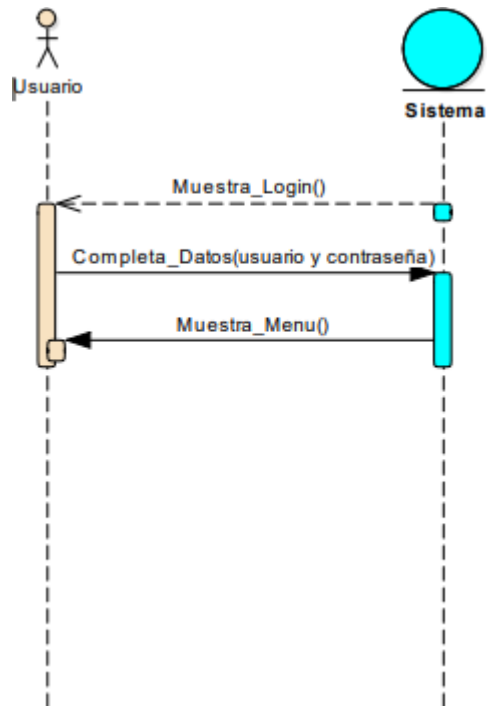 Usuario
Sistema
Muestra_Login()
Completa_Datos(usuario y contraseña)
Muestra_Menu()